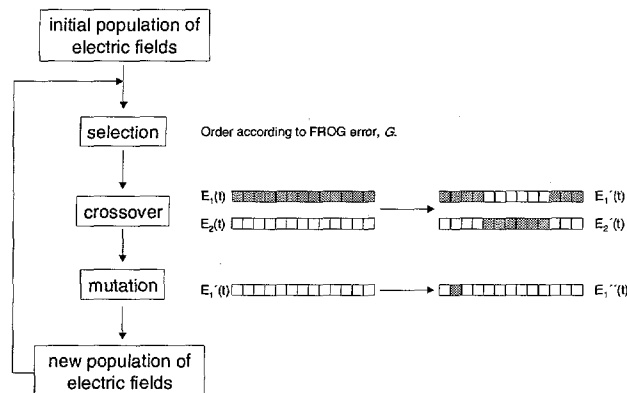 initial population of
electric fields
selection
Order according to FROG error, G.
crossover
E1(t)
E1´(t)
E2(t)
E2´(t)
mutation
E1´(t)
E1´´(t)
new population of
electric fields